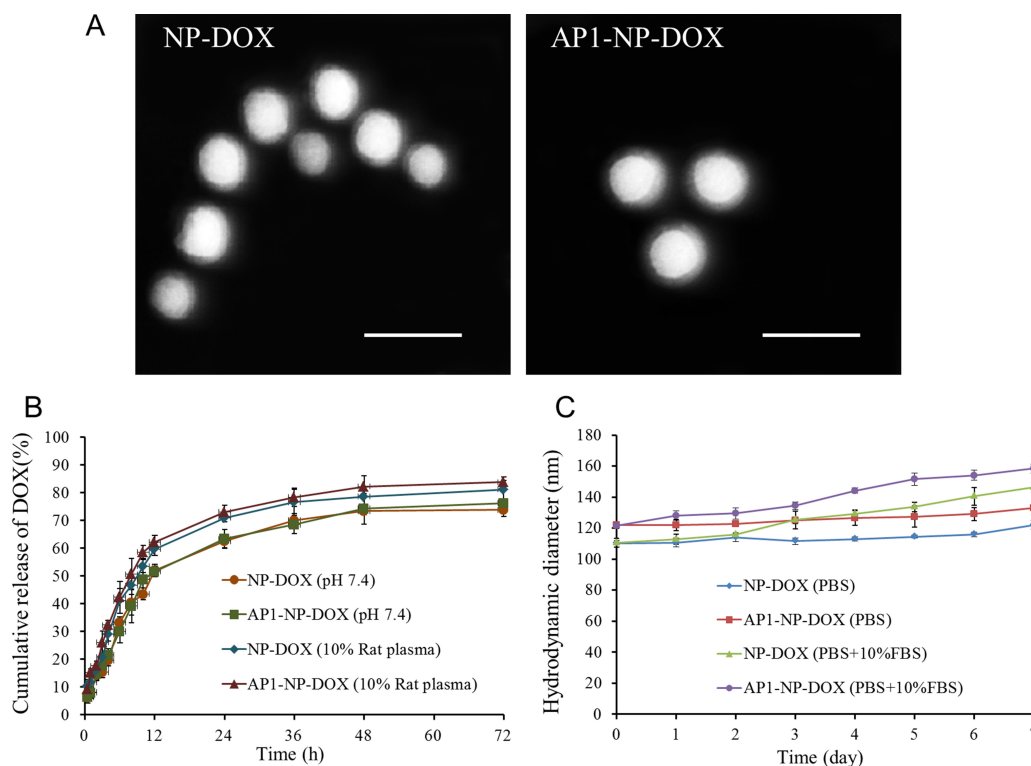 A
NP-DOX
AP1-NP-DOX
B
Cumulative release of DOX(%)
100
90
80
70
60
50
40
30
20
10
0
NP-DOX (pH 7.4)
AP1-NP-DOX (pH 7.4)
NP-DOX (10% Rat plasma)
AP1-NP-DOX (10% Rat plasma)
0 12 24 36 48 60 72
Time (h)
C
Hydrodynamic diameter (nm)
180
160
140
120
100
80
60
40
20
0
NP-DOX (PBS)
AP1-NP-DOX (PBS)
NP-DOX (PBS+10%FBS)
AP1-NP-DOX (PBS+10%FBS)
0 1 2 3 4 5 6
Time (day)